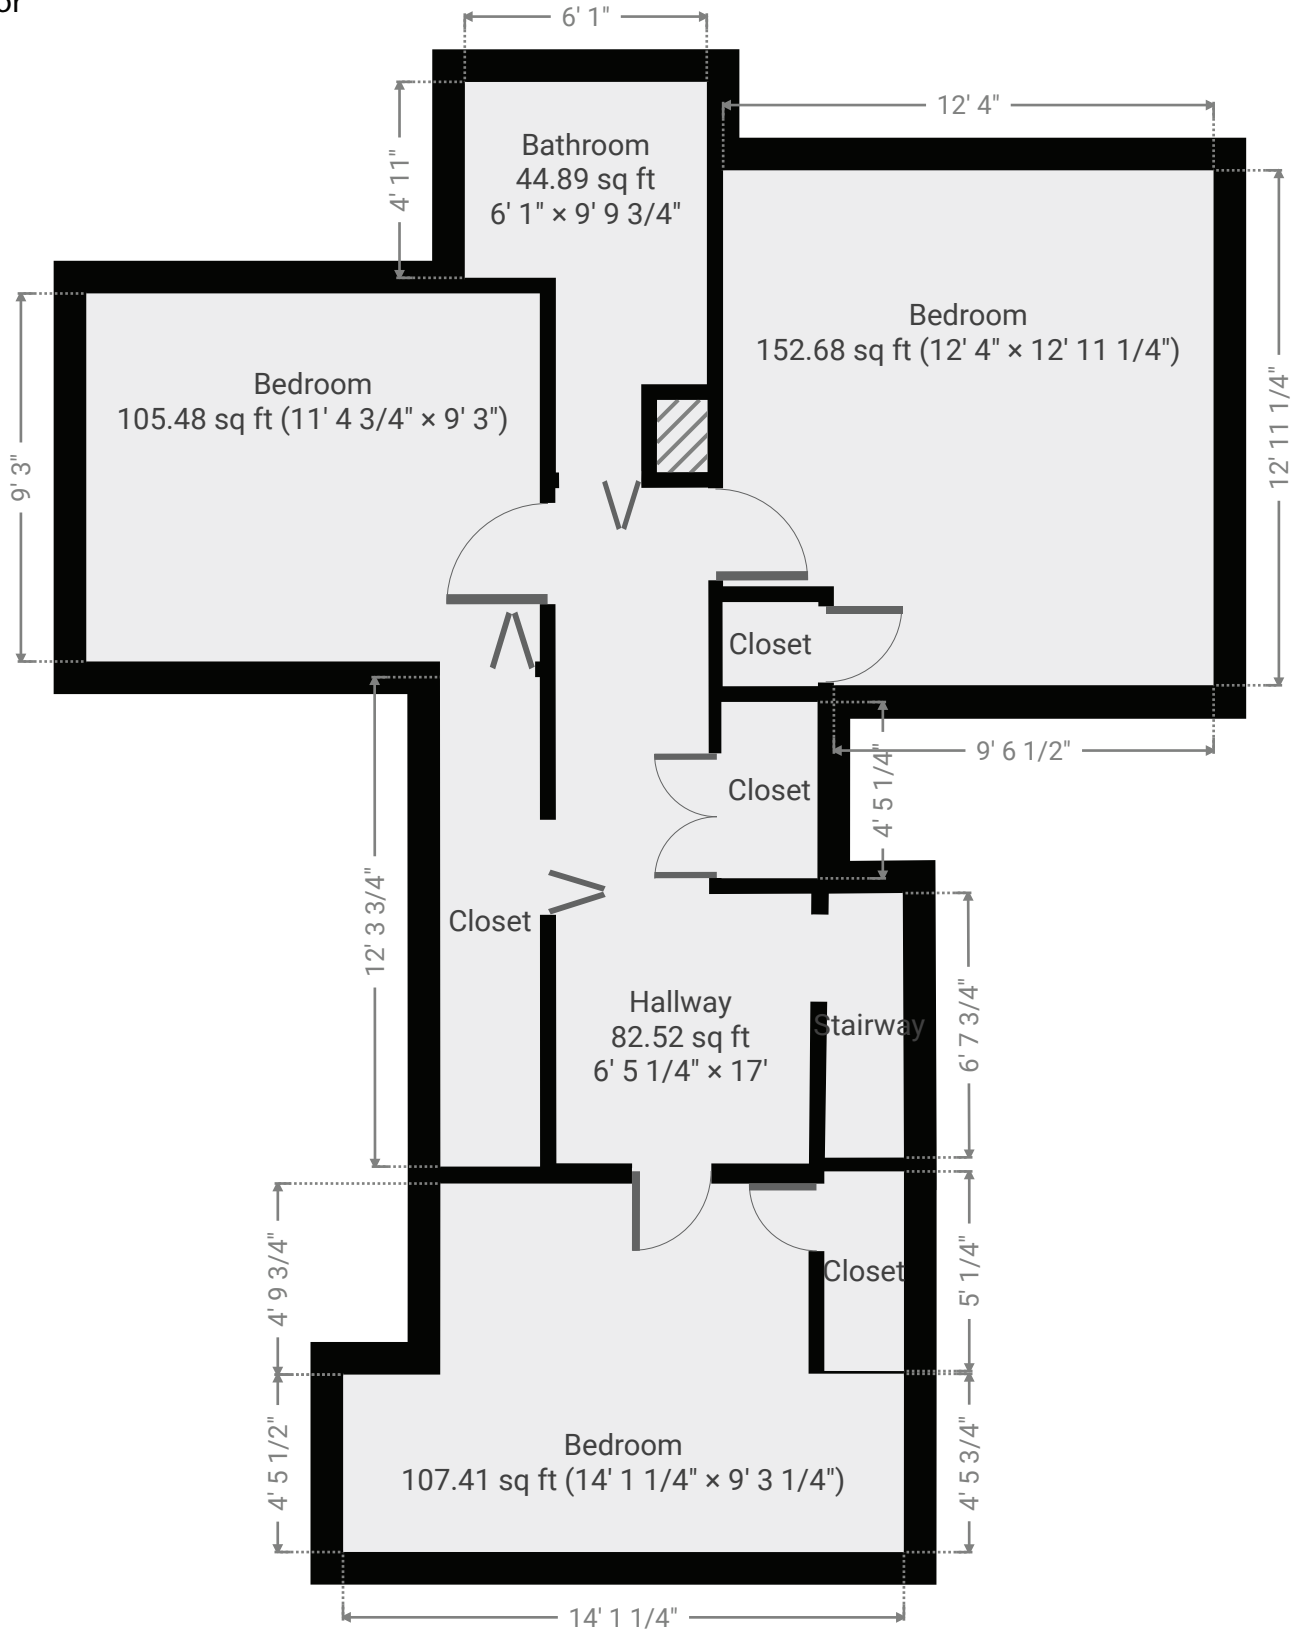 or
6' 1"
12' 4"
4' 11"
Bathroom
44.89 sq ft
6' 1" × 9' 9 3/4"
Bedroom
152.68 sq ft (12' 4" × 12' 11 1/4")
12' 11 1/4"
Bedroom
105.48 sq ft (11' 4 3/4" × 9' 3")
9' 3"
Closet
9' 6 1/2"
Closet
4' 5 1/4"
12' 3 3/4"
Closet
Hallway
82.52 sq ft
6' 5 1/4" × 17'
Stairway
6' 7 3/4"
4' 9 3/4"
Closet
5' 1/4"
Bedroom
107.41 sq ft (14' 1 1/4" × 9' 3 1/4")
4' 5 1/2"
4' 5 3/4"
14' 1 1/4"